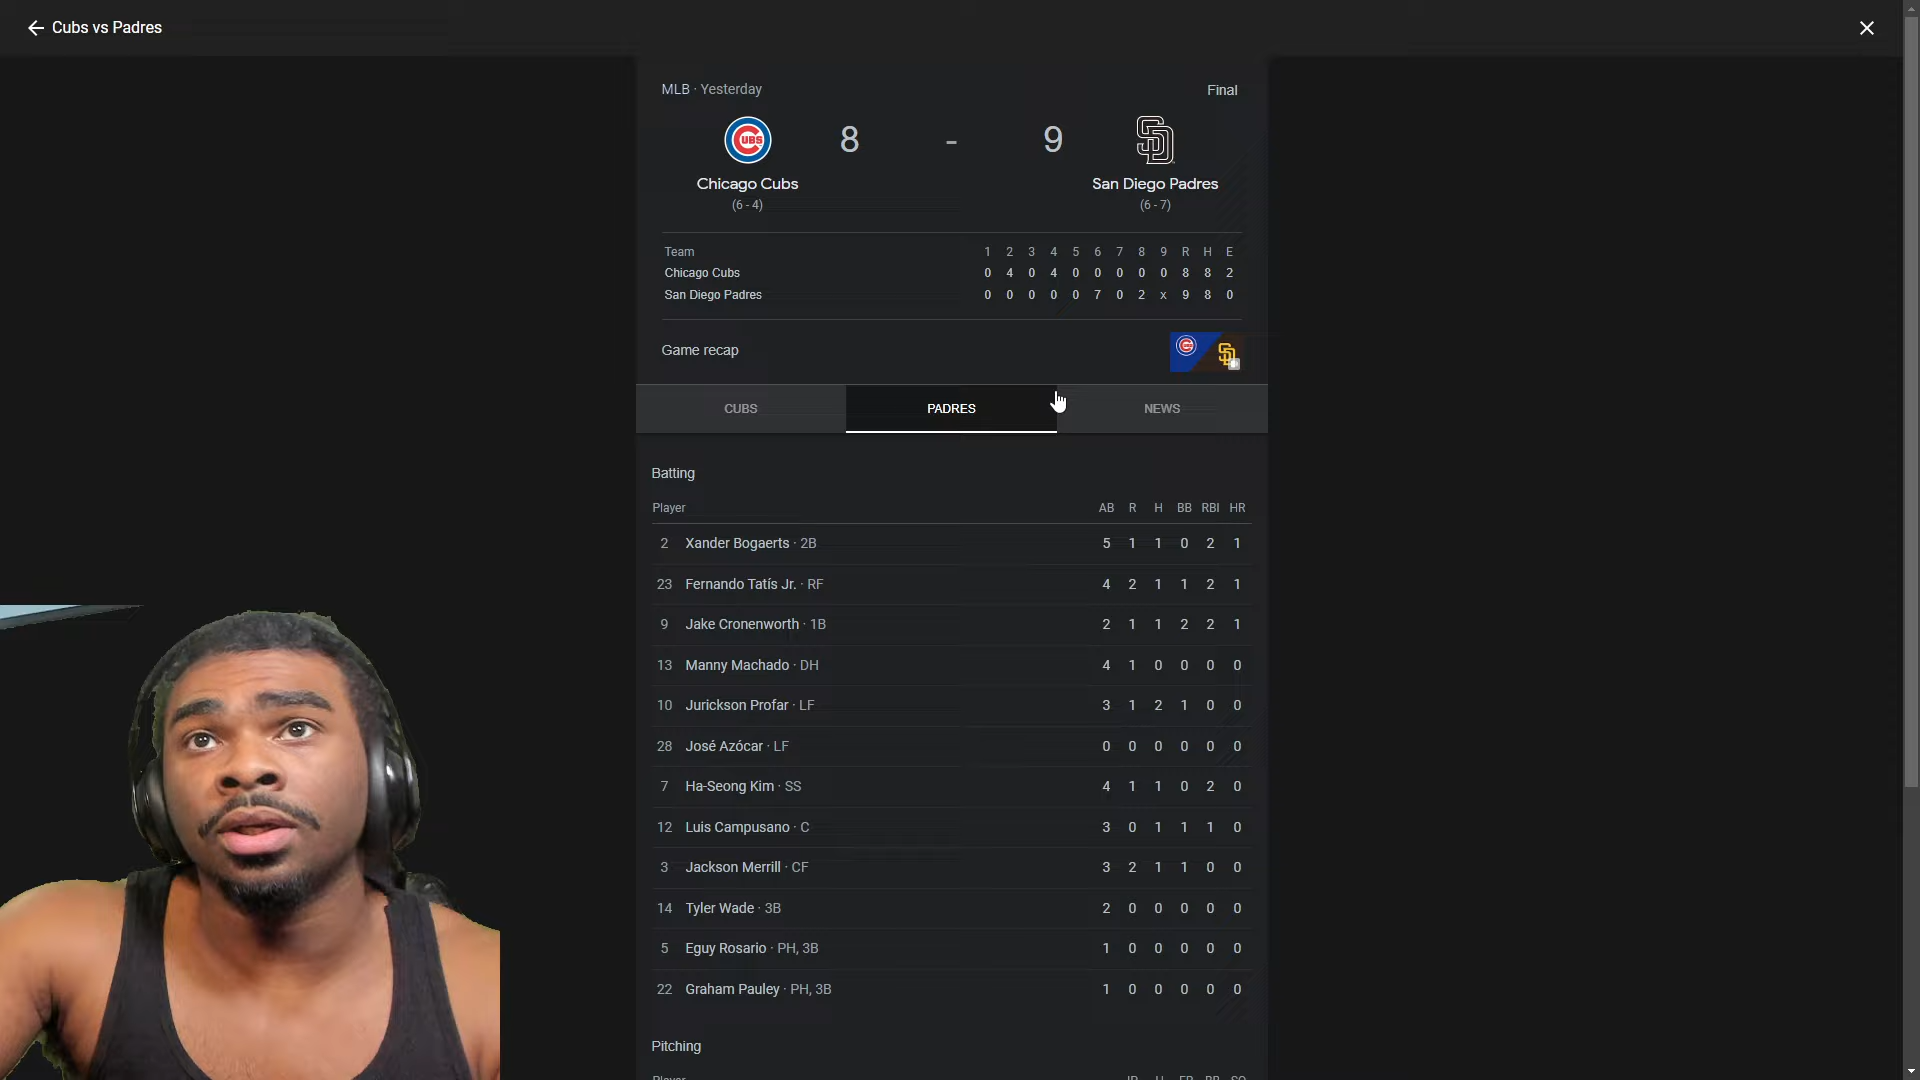 Cubs vs Padres
MLB · Yesterday Final
CUBS 8 - 9 SD
Chicago Cubs San Diego Padres
(6 - 4) (6 - 7)
Team 1 2 3 4 5 6 7 8 9 R H E
Chicago Cubs 0 4 0 4 0 0 0 0 0 8 8 2
San Diego Padres 0 0 0 0 0 7 0 2 x 9 8 0
Game recap SD
CUBS PADRES NEWS
Batting
Player AB R H BB RBI HR
2 Xander Bogaerts · 2B 5 1 1 0 2 1
23 Fernando Tatís Jr. · RF 4 2 1 1 2 1
9 Jake Cronenworth · 1B 2 1 1 2 2 1
13 Manny Machado · DH 4 1 0 0 0 0
10 Jurickson Profar · LF 3 1 2 1 0 0
28 José Azócar · LF 0 0 0 0 0 0
7 Ha-Seong Kim · SS 4 1 1 0 2 0
12 Luis Campusano · C 3 0 1 1 1 0
3 Jackson Merrill · CF 3 2 1 1 0 0
14 Tyler Wade · 3B 2 0 0 0 0 0
5 Eguy Rosario · PH, 3B 1 0 0 0 0 0
22 Graham Pauley · PH, 3B 1 0 0 0 0 0
Pitching